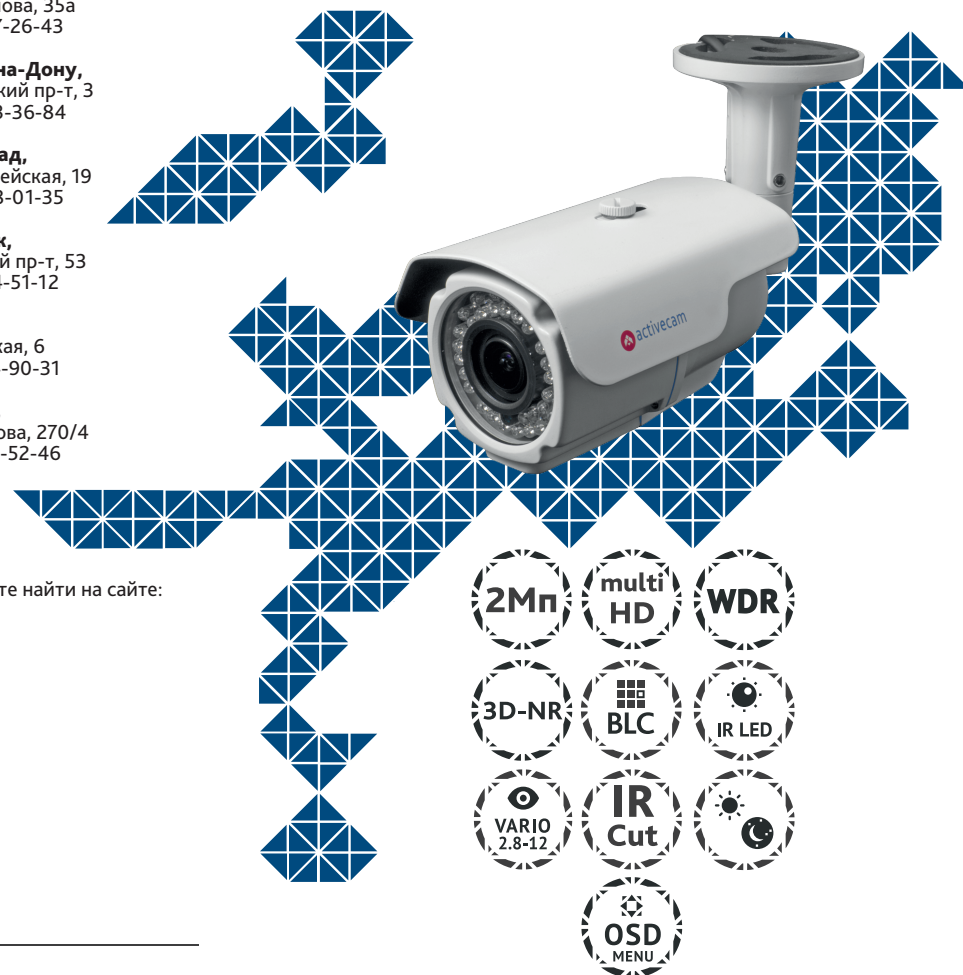 ова, 35а
7-26-43
на-Дону,
кий пр-т, 3
3-36-84
ад,
ейская, 19
3-01-35
к,
й пр-т, 53
4-51-12
кая, 6
-90-31
ова, 270/4
-52-46
те найти на сайте:
activecam
2Мп
multi
HD
WDR
3D-NR
BLC
IR LED
VARIO
2.8-12
IR
Cut
OSD
MENU